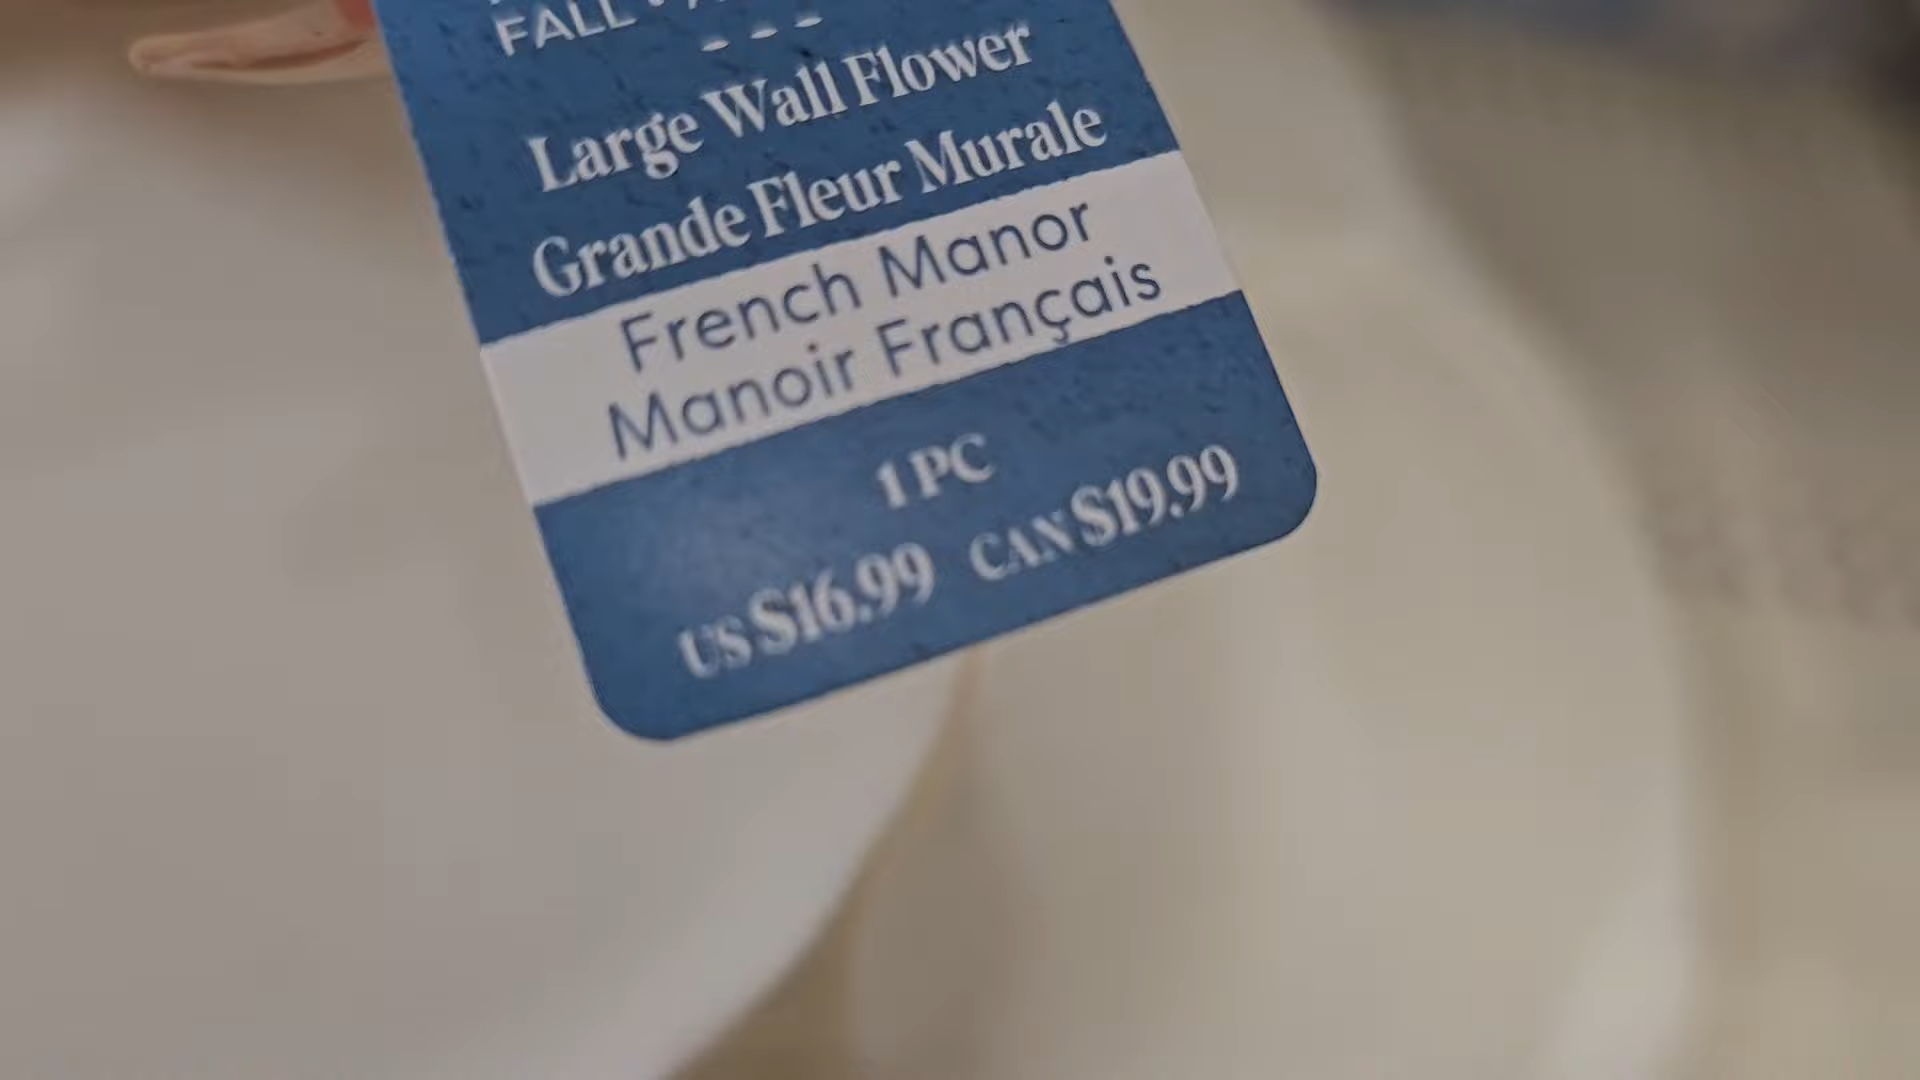 FALL
Large Wall Flower
Grande Fleur Murale
French Manor
Manoir Français
1 PC
US $16.99 CAN $19.99